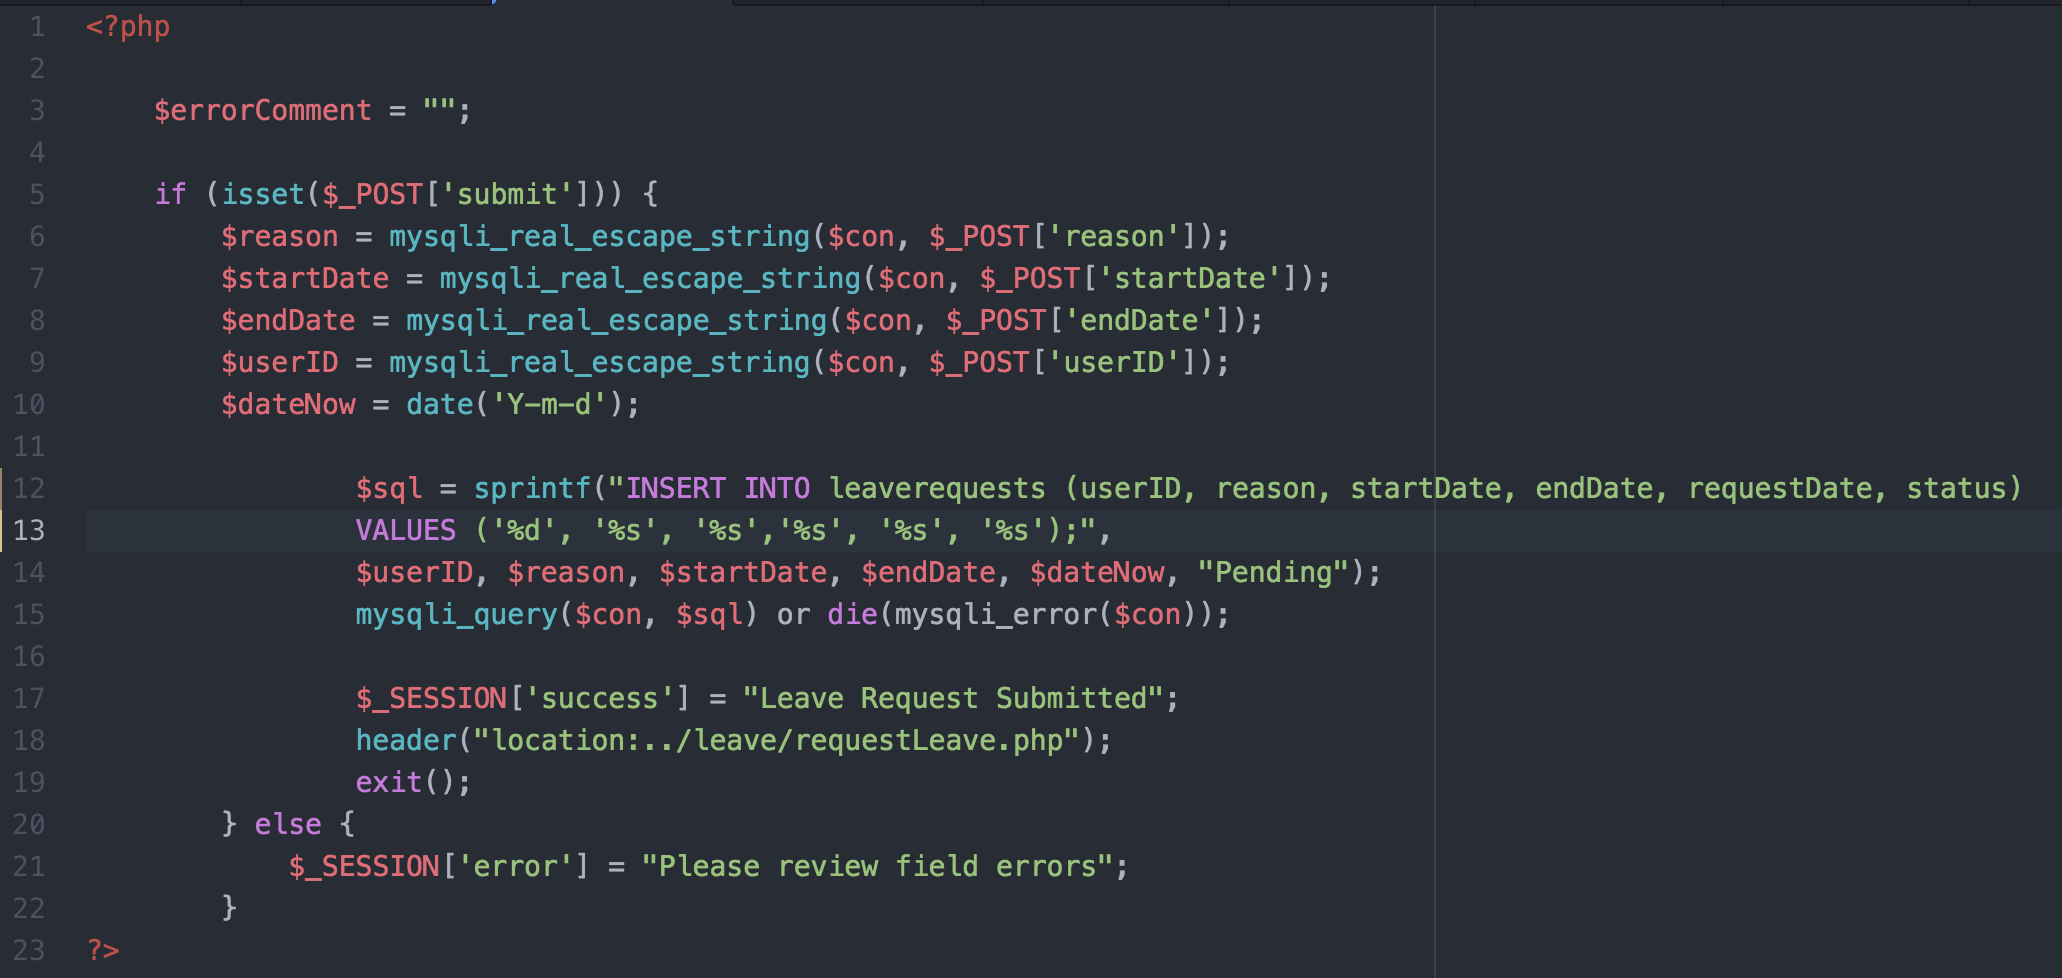 1 <?php
2
3 $errorComment = "";
4
5 if (isset($_POST['submit'])) {
6 $reason = mysqli_real_escape_string($con, $_POST['reason']);
7 $startDate = mysqli_real_escape_string($con, $_POST['startDate']);
8 $endDate = mysqli_real_escape_string($con, $_POST['endDate']);
9 $userID = mysqli_real_escape_string($con, $_POST['userID']);
10 $dateNow = date('Y-m-d');
11
12 $sql = sprintf("INSERT INTO leaverequests (userID, reason, startDate, endDate, requestDate, status)
13 VALUES ('%d', '%s', '%s','%s', '%s', '%s');",
14 $userID, $reason, $startDate, $endDate, $dateNow, "Pending");
15 mysqli_query($con, $sql) or die(mysqli_error($con));
16
17 $_SESSION['success'] = "Leave Request Submitted";
18 header("location:../leave/requestLeave.php");
19 exit();
20 } else {
21 $_SESSION['error'] = "Please review field errors";
22 }
23 ?>